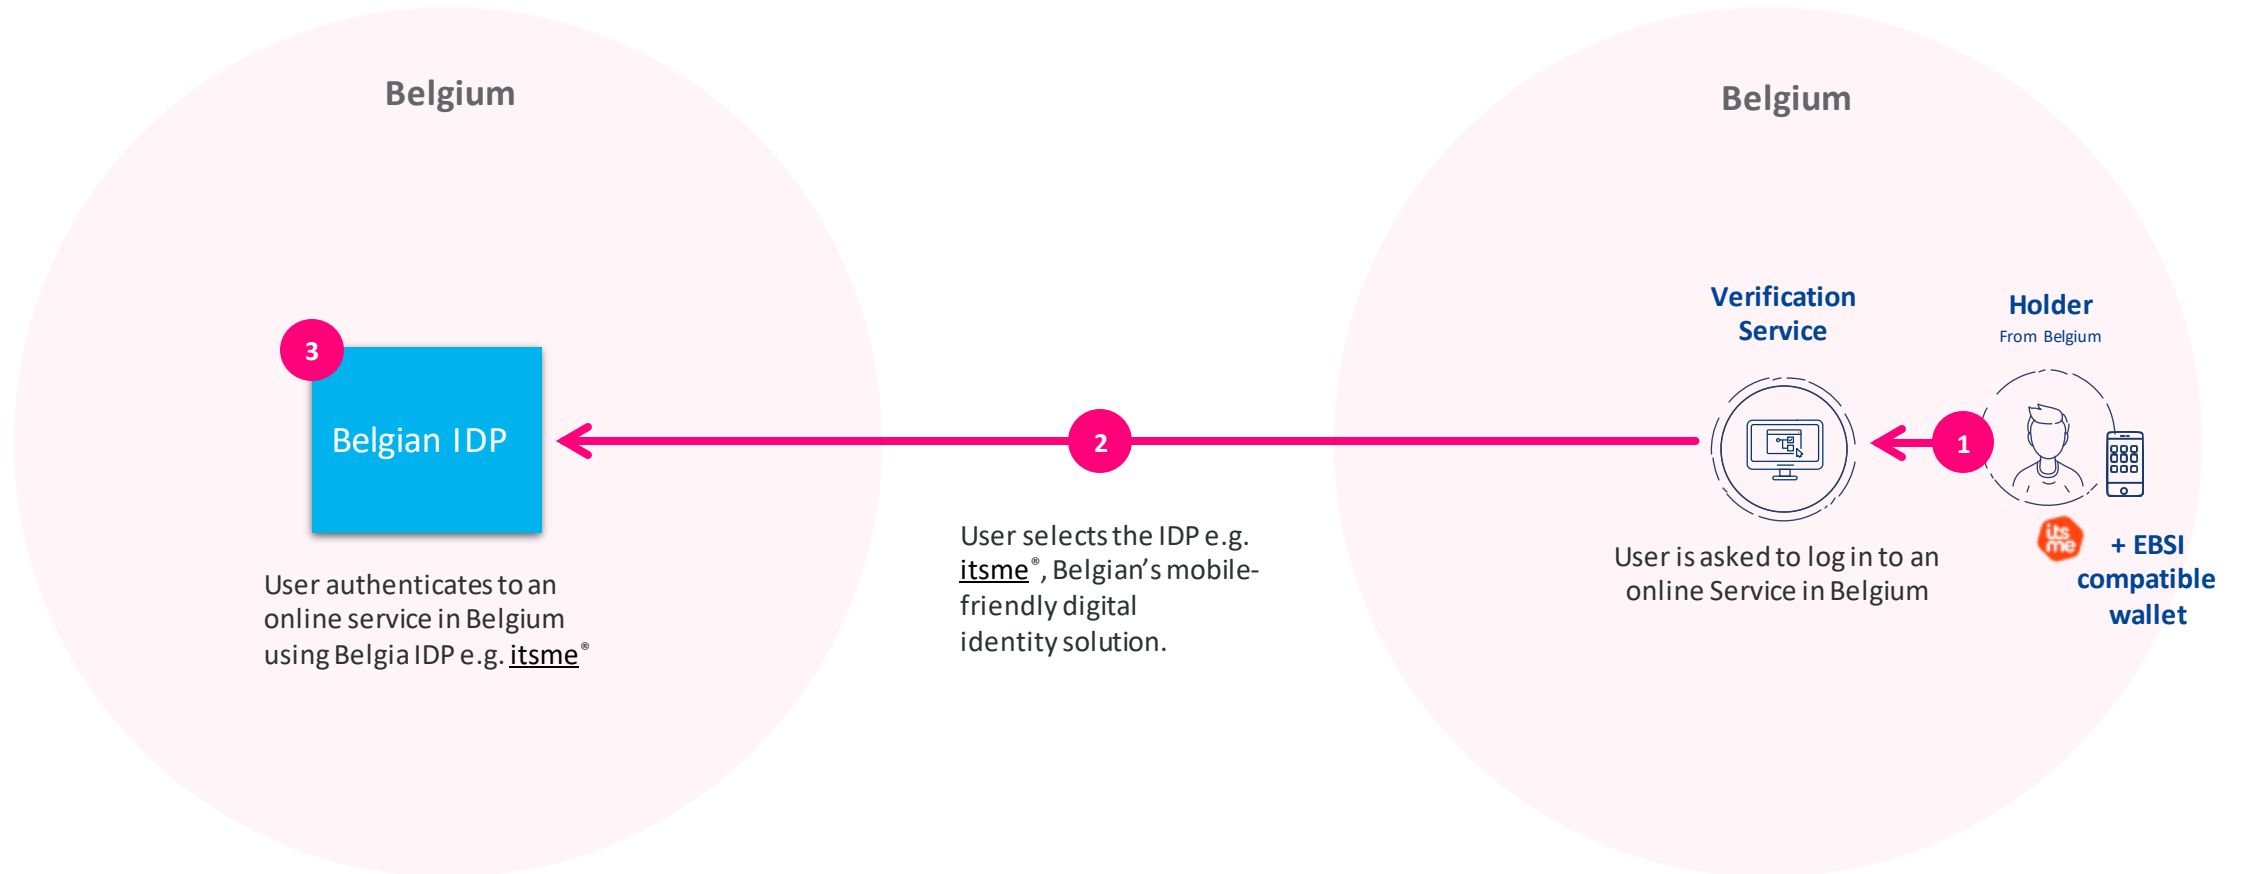 Belgium
Belgium
Verification
Service
Holder
From Belgium
3
Belgian IDP
2
1
User authenticates to an
online service in Belgium
using Belgia IDP e.g. itsme®
User selects the IDP e.g.
itsme®, Belgian’s mobile-
friendly digital
identity solution.
User is asked to log in to an
online Service in Belgium
its
me
+ EBSI
compatible
wallet